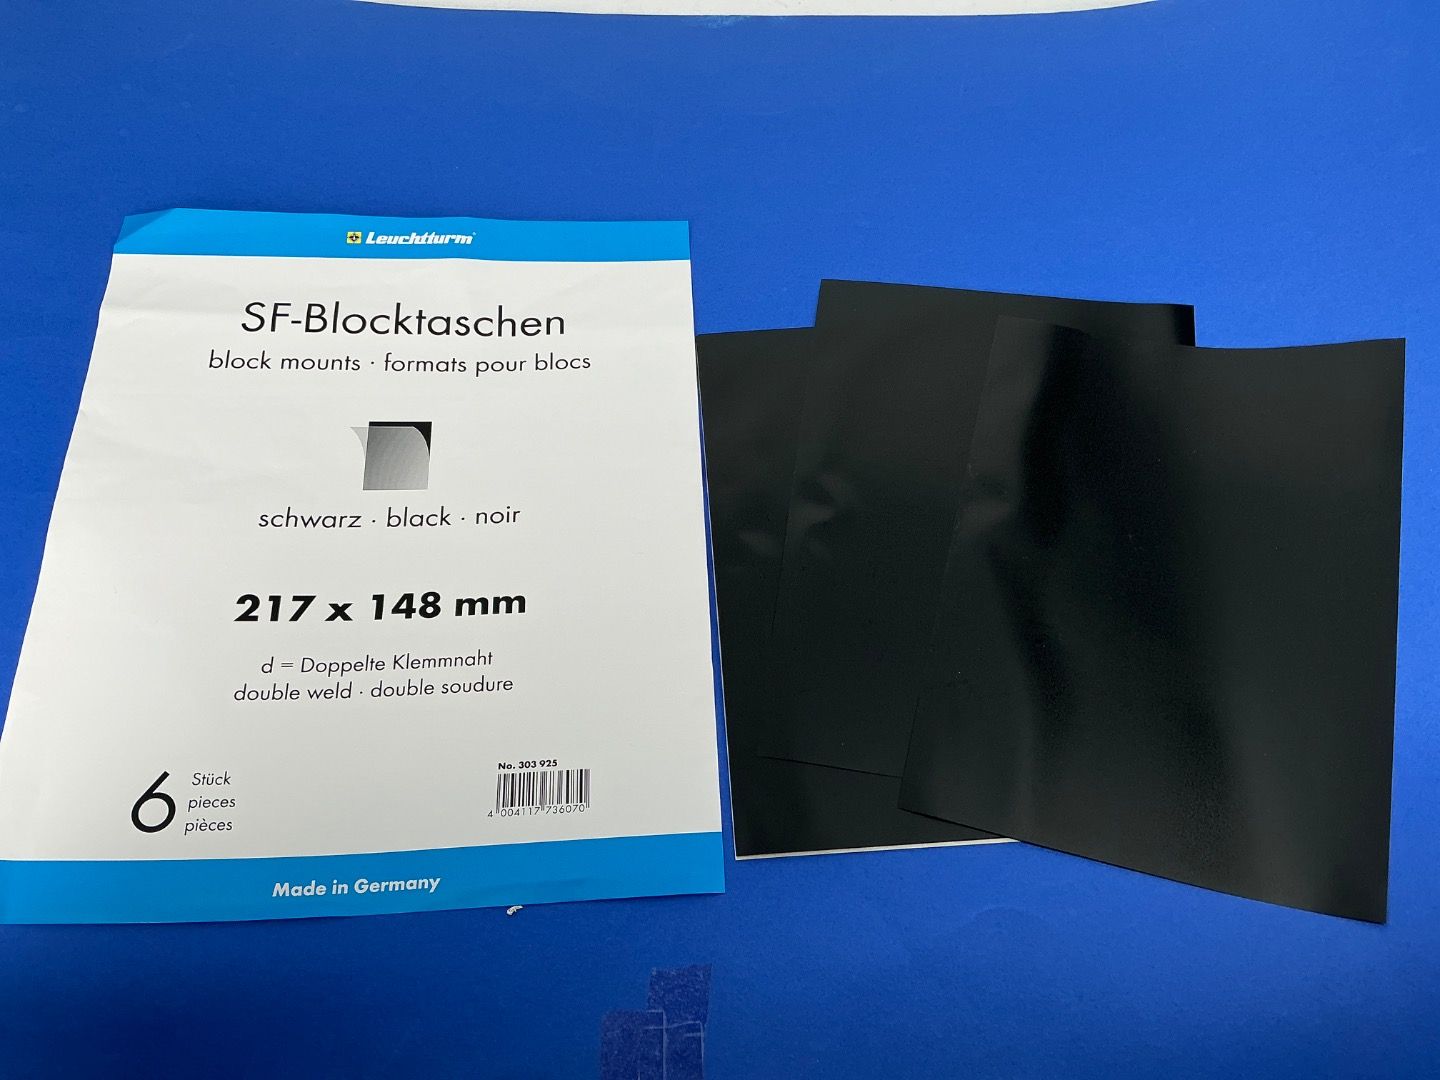 Leuchtturm
SF-Blocktaschen
block mounts · formats pour blocs
schwarz · black · noir
217 x 148 mm
d = Doppelte Klemmnaht
double weld · double soudure
6 Stück
pieces
pièces
No. 303 925
4 004117 736070
Made in Germany